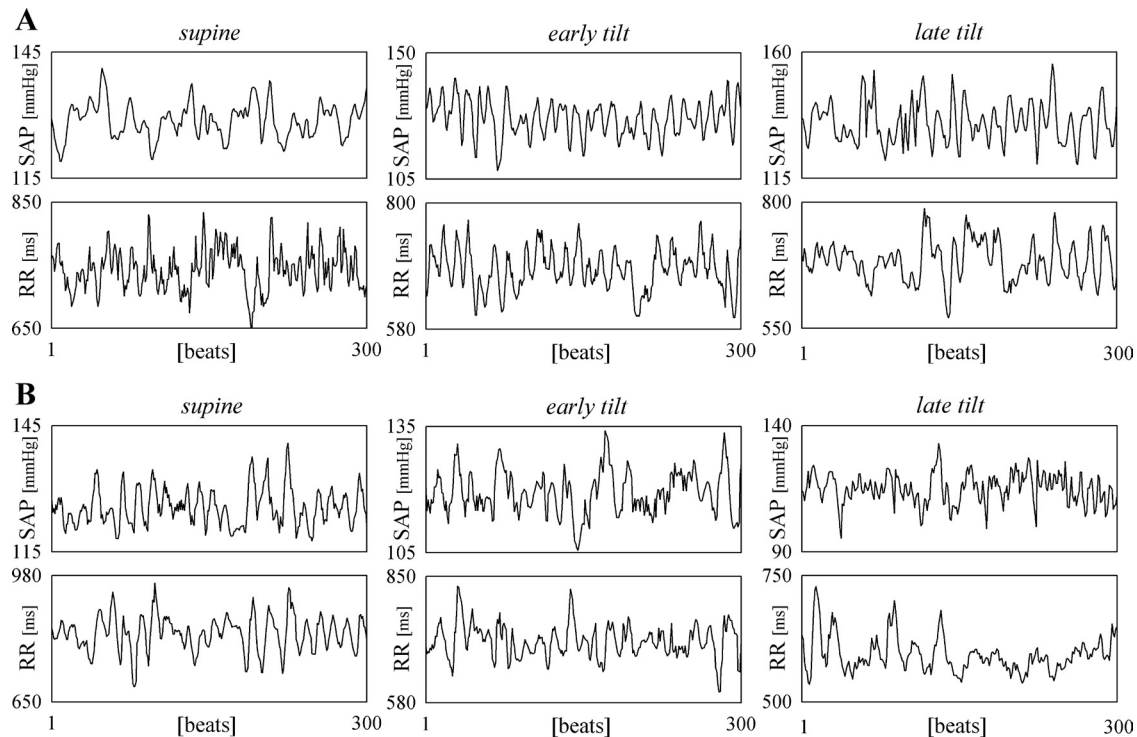 A
supine early tilt late tilt
145 150 160
SAP [mmHg] SAP [mmHg] SAP [mmHg]
115 105 115
850 800 800
RR [ms] RR [ms] RR [ms]
650 580 550
1 [beats] 300 1 [beats] 300 1 [beats] 300
B
supine early tilt late tilt
145 135 140
SAP [mmHg] SAP [mmHg] SAP [mmHg]
115 105 90
980 850 750
RR [ms] RR [ms] RR [ms]
650 580 500
1 [beats] 300 1 [beats] 300 1 [beats] 300